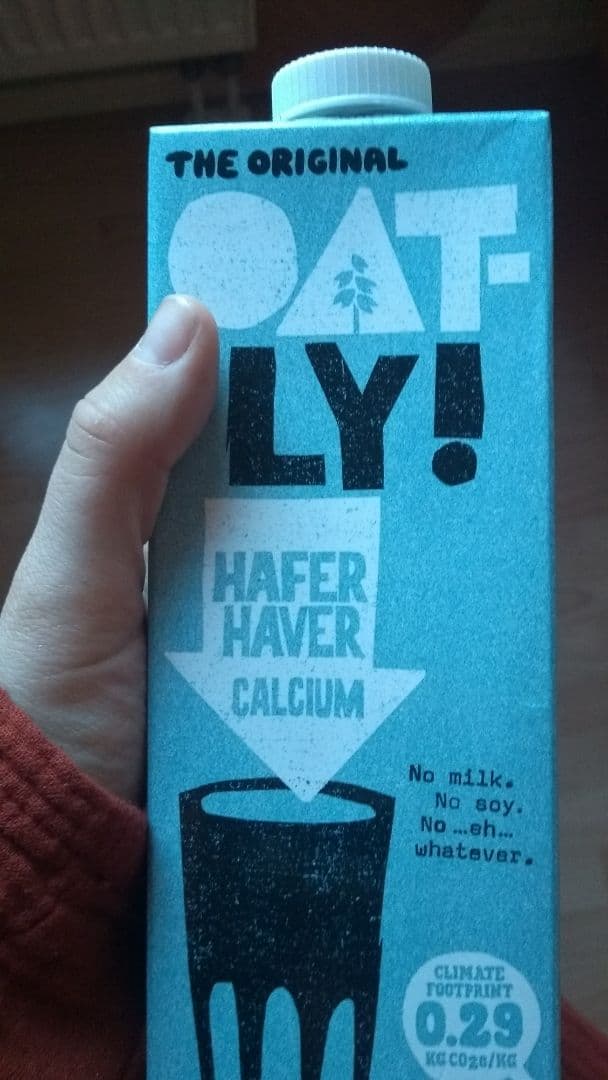 THE ORIGINAL
OAT-
LY!
HAFER
HAVER
CALCIUM
No milk.
No soy.
No ...eh...
whatever.
CLIMATE
FOOTPRINT
0.29
KG CO2e/KG